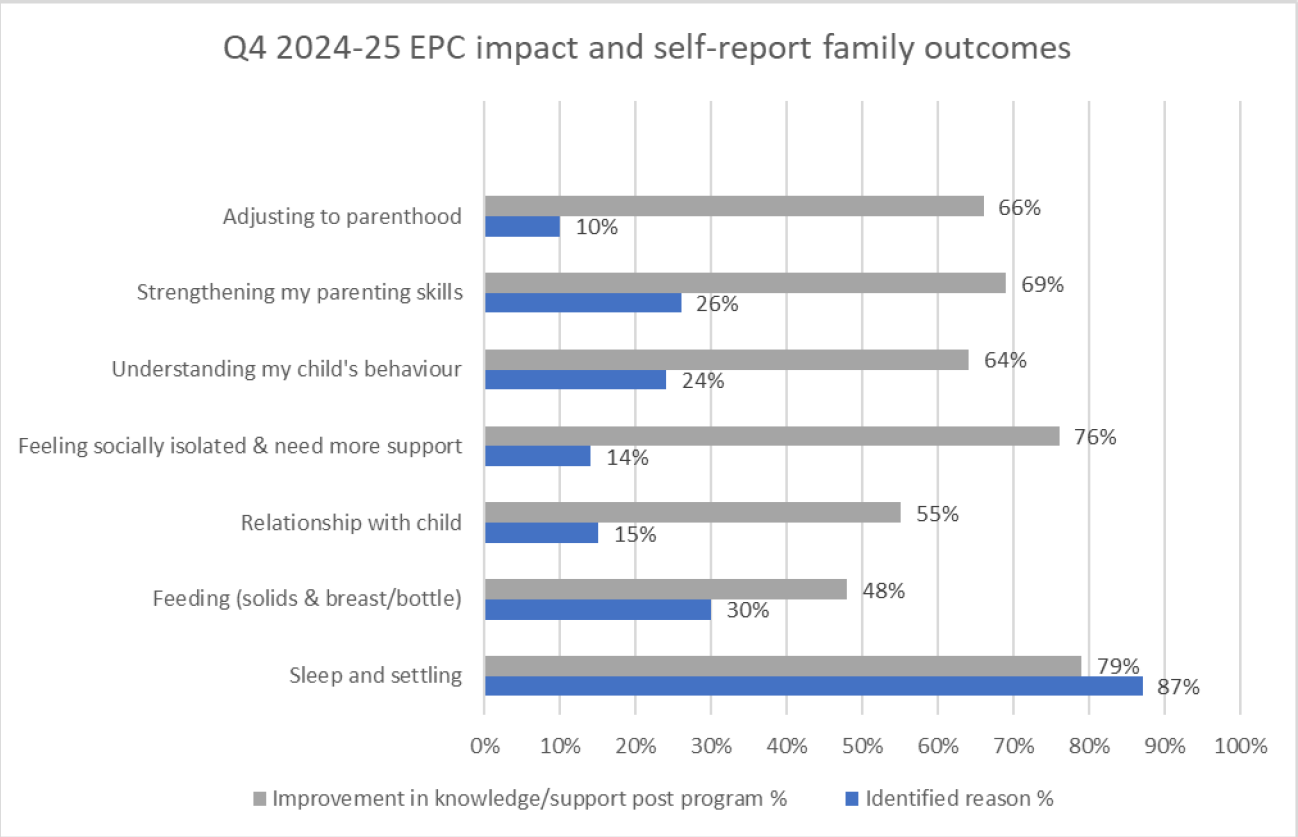 Q4 2024-25 EPC impact and self-report family outcomes
Adjusting to parenthood
66%
10%
Strengthening my parenting skills
69%
26%
Understanding my child's behaviour
64%
24%
Feeling socially isolated & need more support
76%
14%
Relationship with child
55%
15%
Feeding (solids & breast/bottle)
48%
30%
Sleep and settling
79%
87%
0% 10% 20% 30% 40% 50% 60% 70% 80% 90% 100%
Improvement in knowledge/support post program % Identified reason %